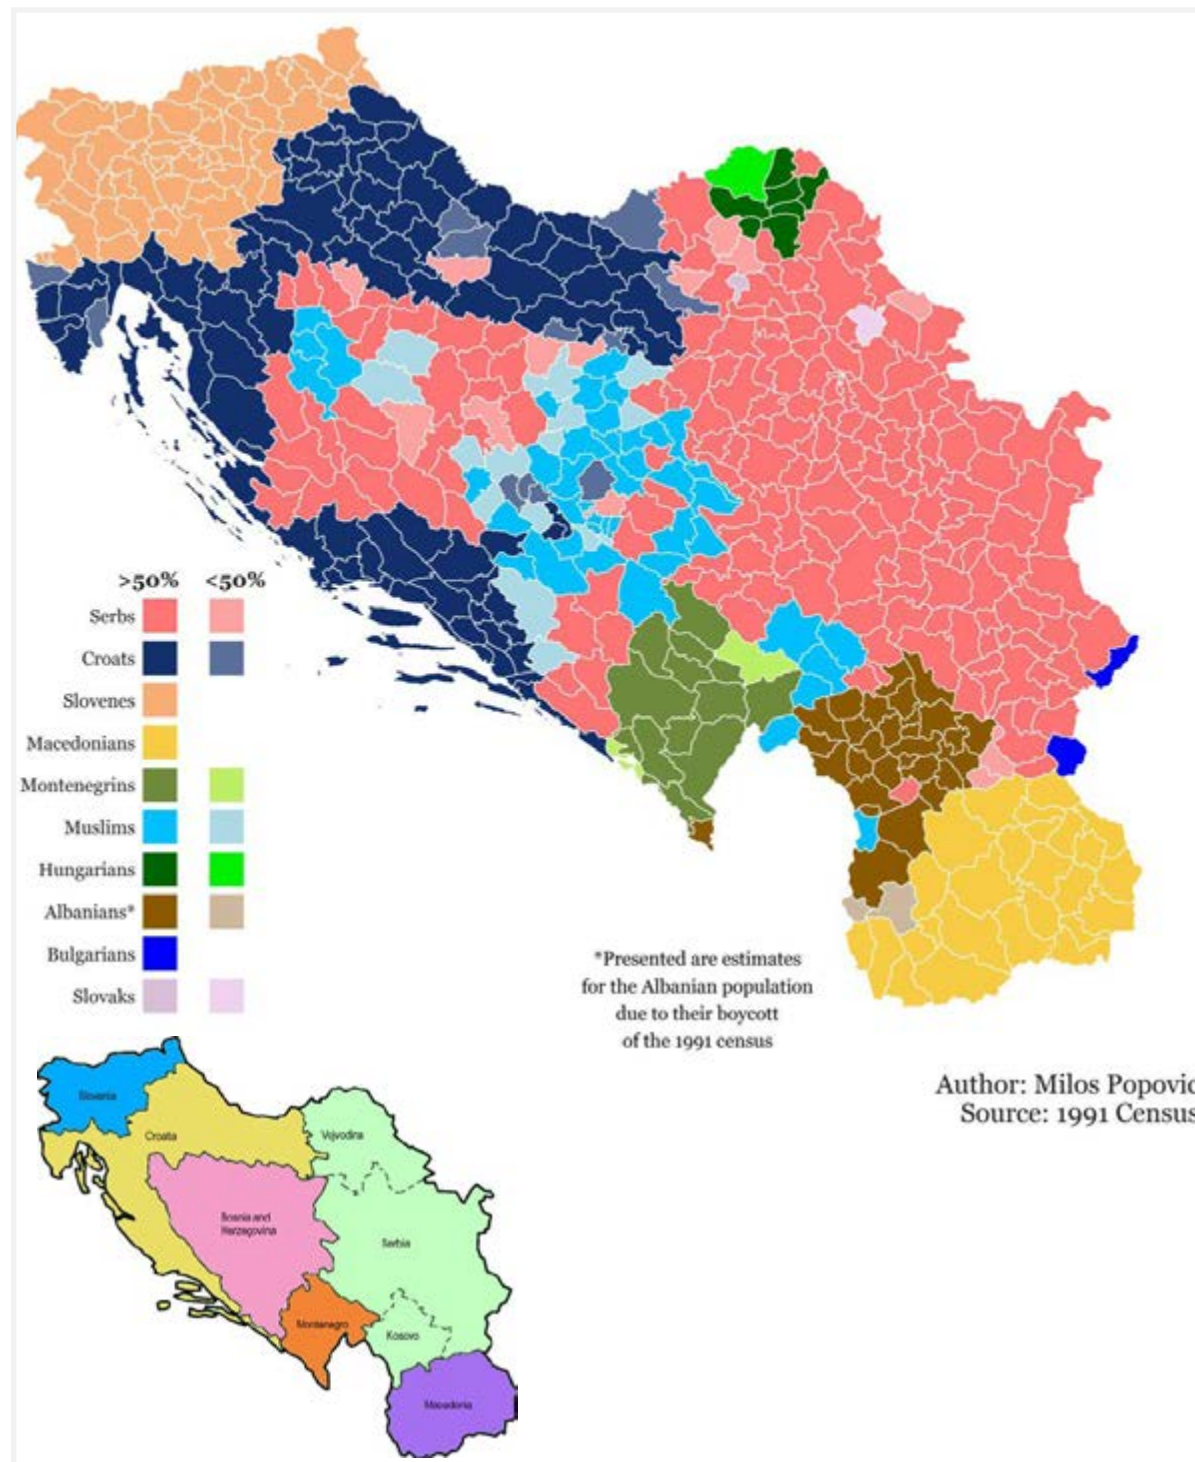 >50% <50%
Serbs
Croats
Slovenes
Macedonians
Montenegrins
Muslims
Hungarians
Albanians*
Bulgarians
Slovaks
*Presented are estimates
for the Albanian population
due to their boycott
of the 1991 census
Author: Milos Popovic
Source: 1991 Census
Slovenia
Croatia
Vojvodina
Bosnia and
Herzegovina
Serbia
Montenegro
Kosovo
Macedonia